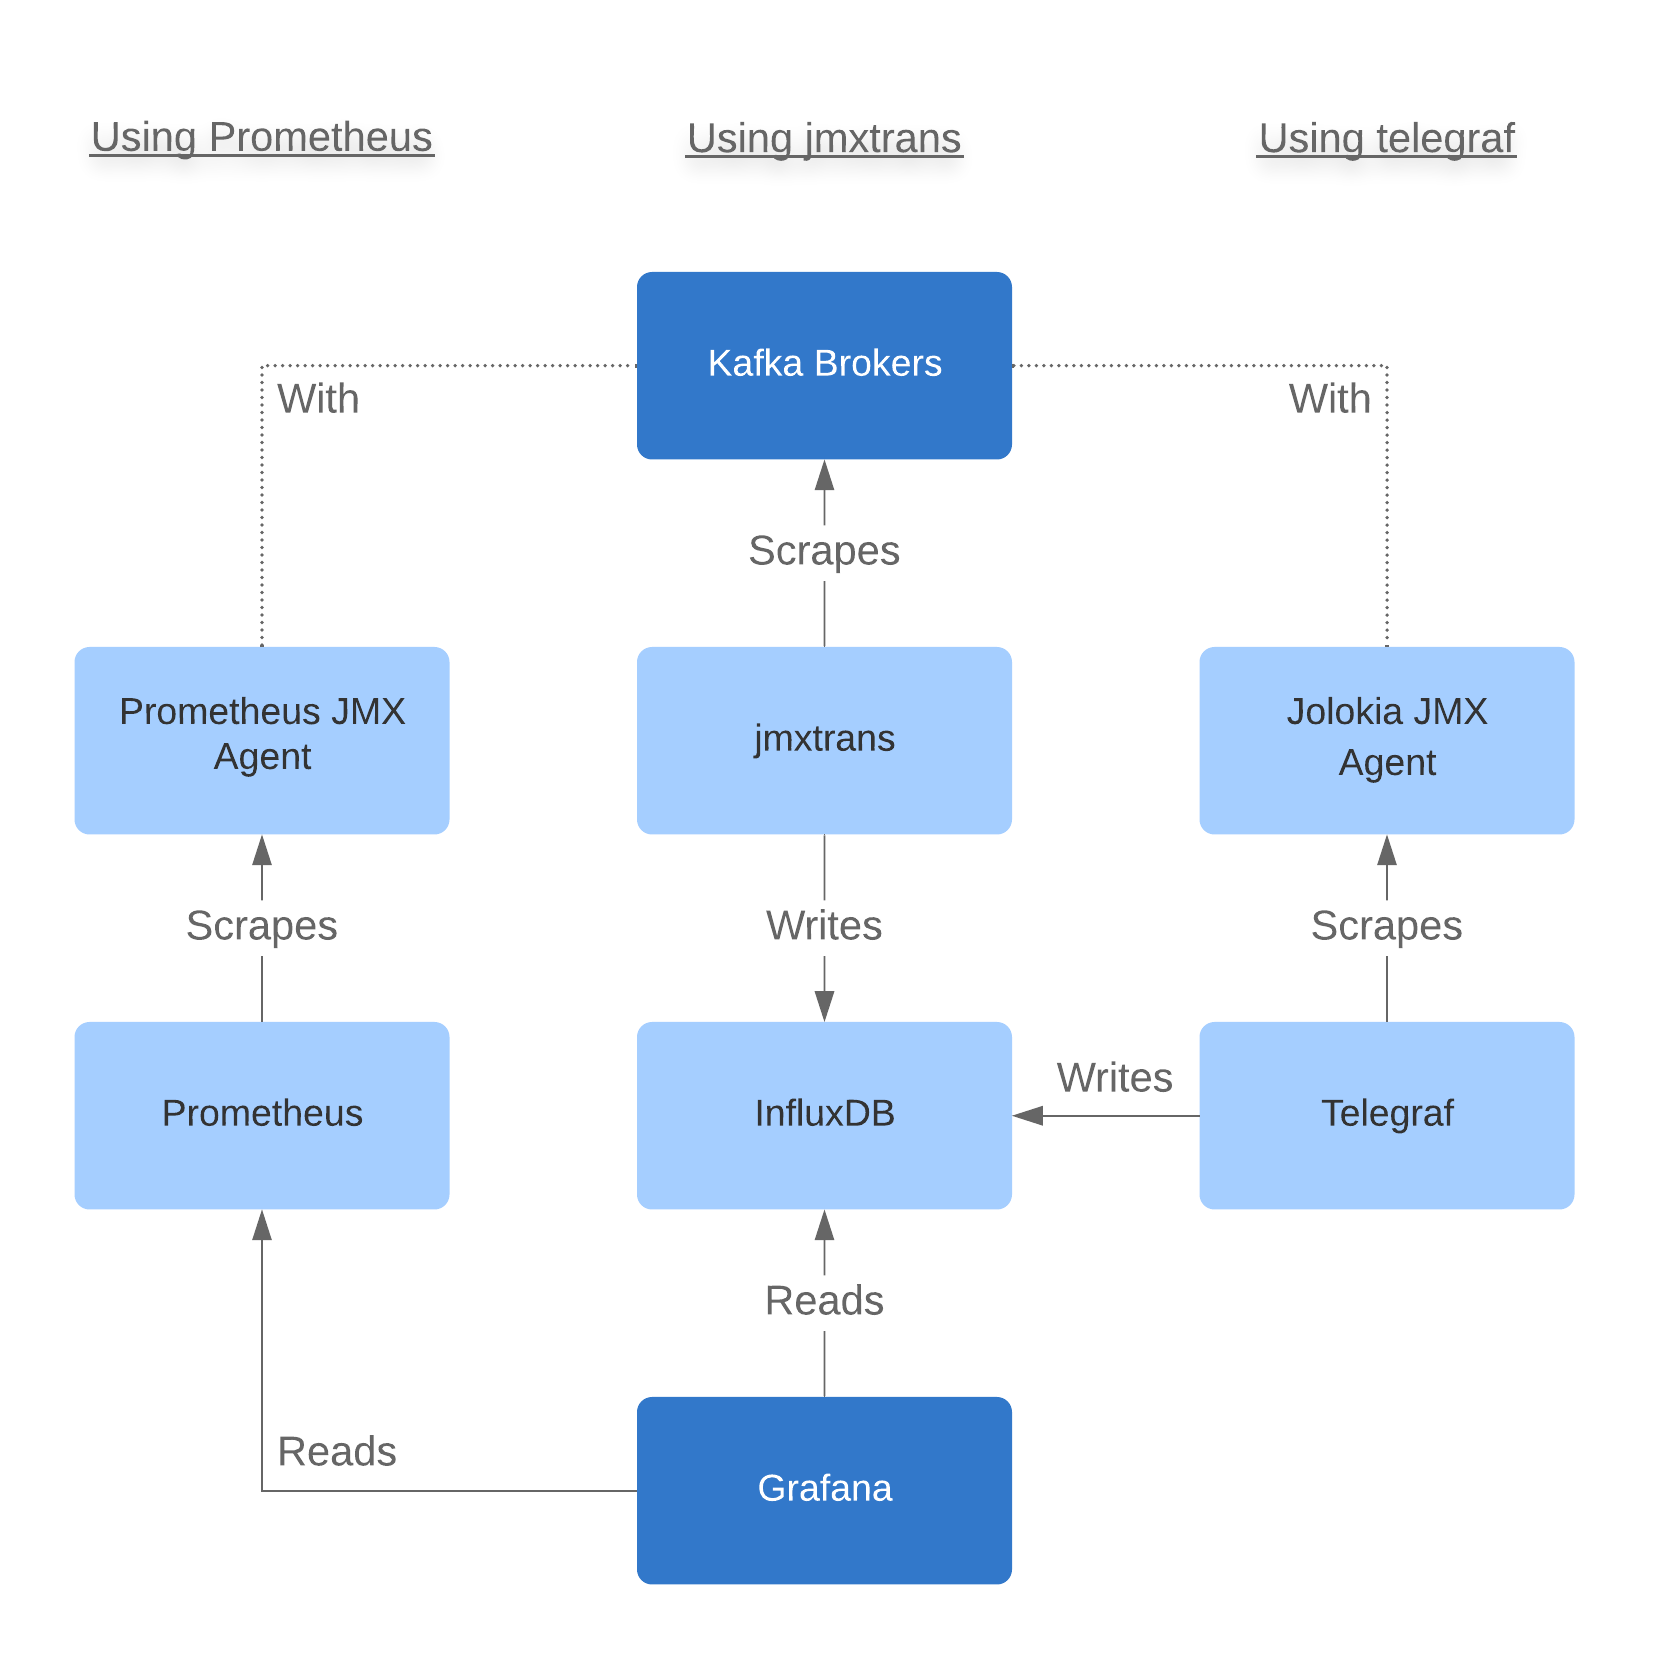 Using Prometheus
Using jmxtrans
Using telegraf
Kafka Brokers
With
With
Scrapes
Prometheus JMX
Agent
jmxtrans
Jolokia JMX
Agent
Scrapes
Writes
Scrapes
Writes
Prometheus
InfluxDB
Telegraf
Reads
Reads
Grafana